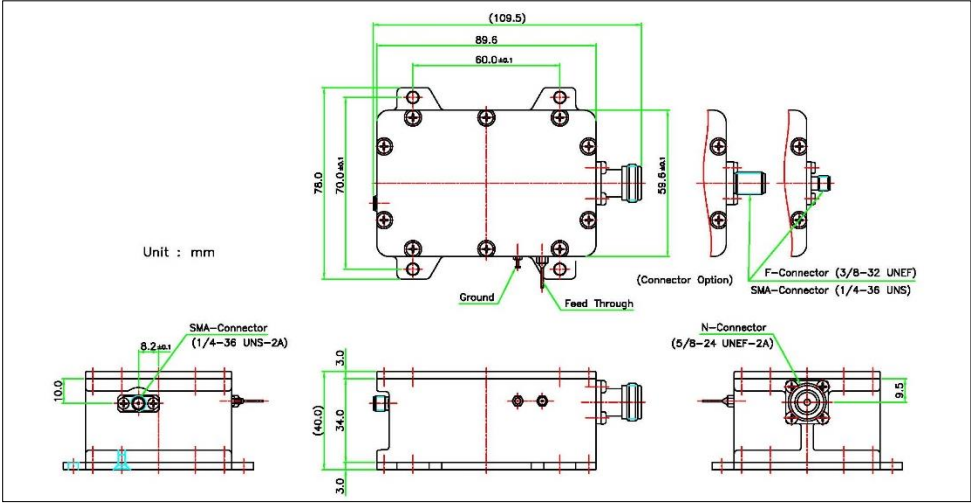 (109.5)
89.6
60.0±0.1
78.0
70.0±0.1
59.6±0.1
Unit : mm
(Connector Option)
F-Connector (3/8-32 UNEF)
SMA-Connector (1/4-36 UNS)
Ground
Feed Through
SMA-Connector
(1/4-36 UNS-2A)
8.2±0.1
10.0
3.0
(40.0)
34.0
3.0
N-Connector
(5/8-24 UNEF-2A)
9.5